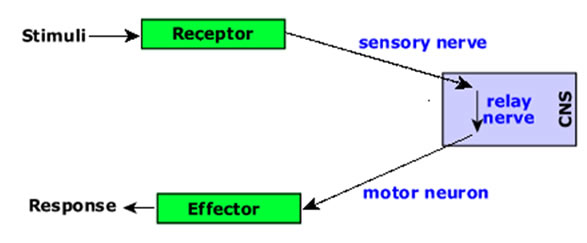 Stimuli
Receptor
sensory nerve
relay
nerve
CNS
motor neuron
Effector
Response